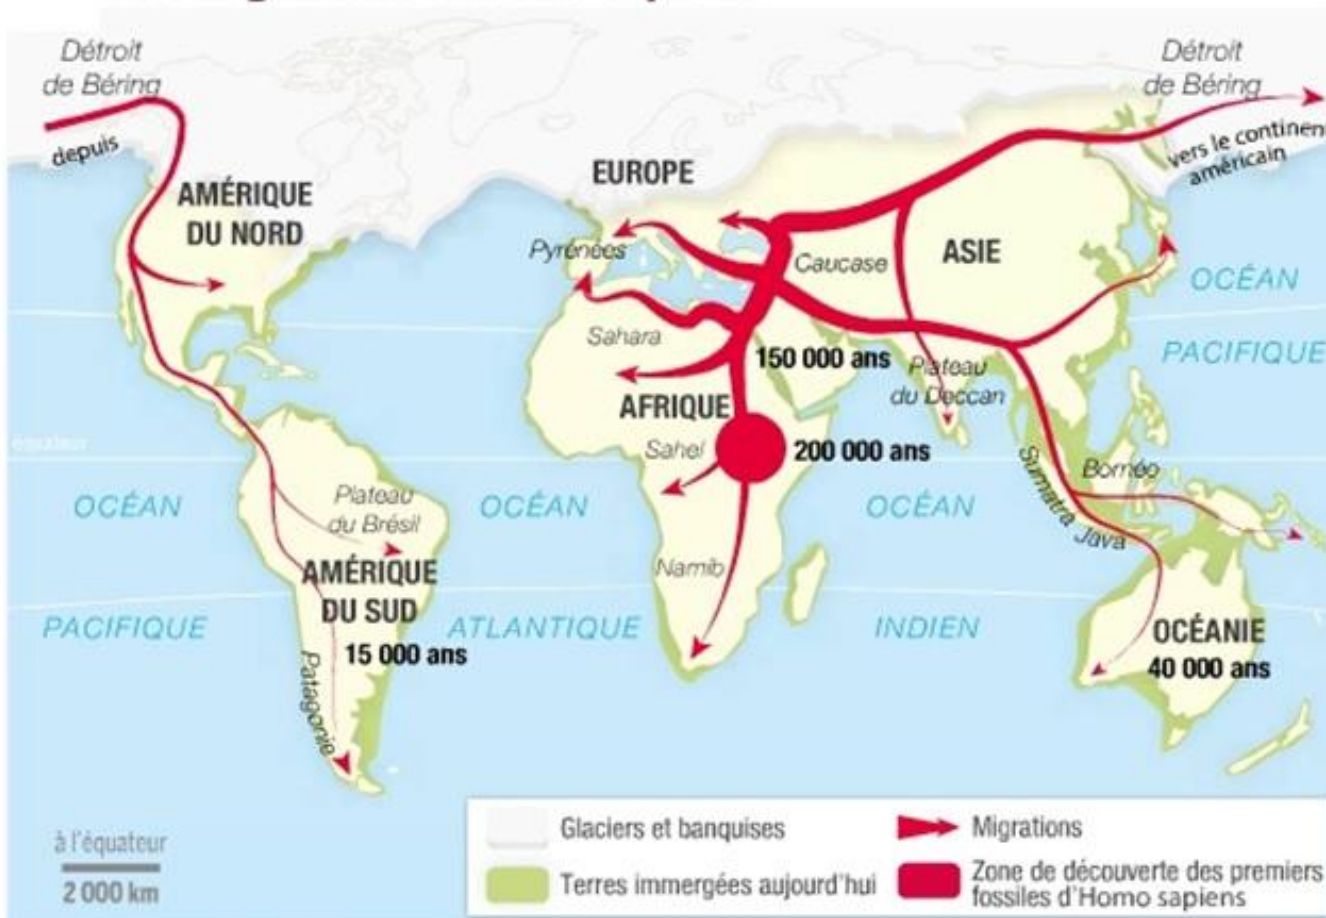 Détroit
de Béring
depuis
AMÉRIQUE
DU NORD
EUROPE
Pyrénées
Caucase
ASIE
Détroit
de Béring
vers le continent
américain
OCÉAN
PACIFIQUE
Sahara
150 000 ans
Plateau
du Deccan
AFRIQUE
Sahel
200 000 ans
équateur
OCÉAN
PACIFIQUE
Plateau
du Brésil
AMÉRIQUE
DU SUD
15 000 ans
Patagonie
OCÉAN
ATLANTIQUE
Namib
OCÉAN
INDIEN
Sumatra
Java
Bornéo
OCÉANIE
40 000 ans
à l'équateur
2 000 km
Glaciers et banquises
Terres immergées aujourd'hui
Migrations
Zone de découverte des premiers
fossiles d'Homo sapiens